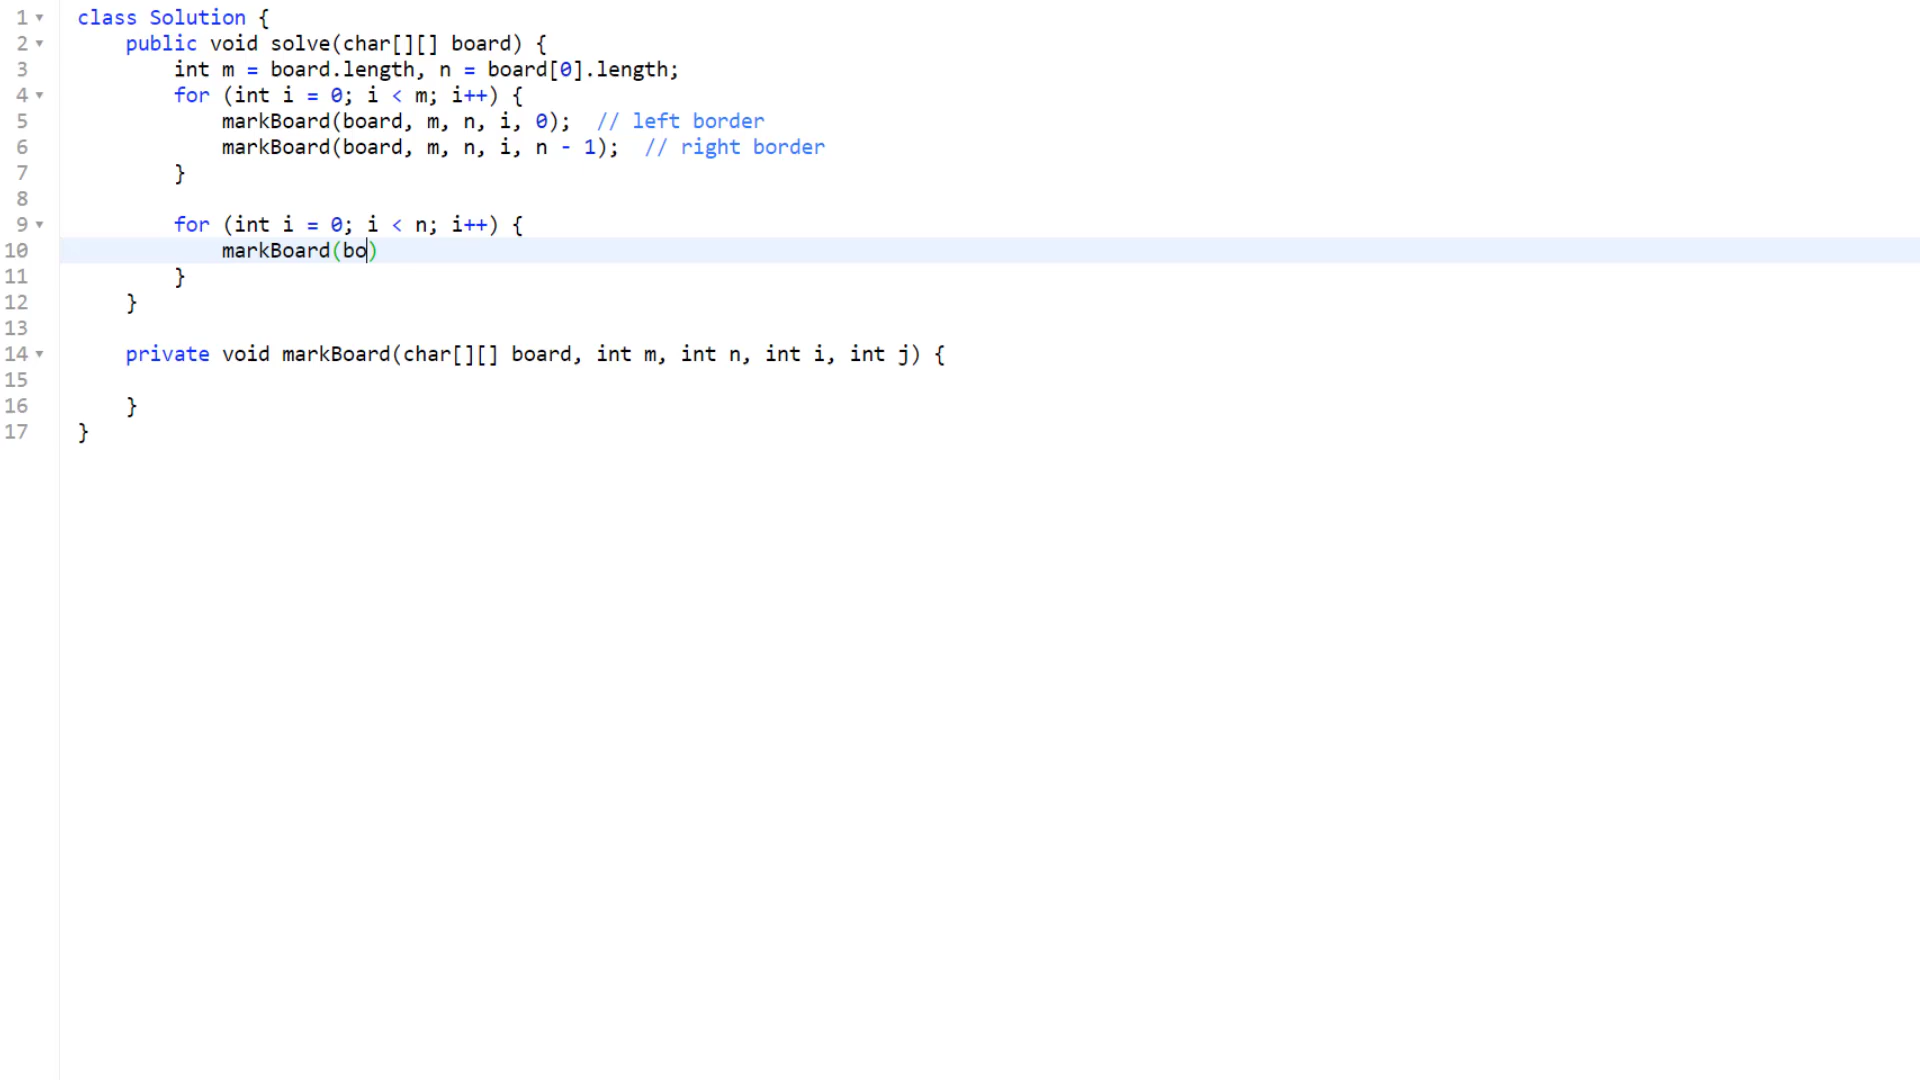 1 class Solution {
2 public void solve(char[][] board) {
3 int m = board.length, n = board[0].length;
4 for (int i = 0; i < m; i++) {
5 markBoard(board, m, n, i, 0); // left border
6 markBoard(board, m, n, i, n - 1); // right border
7 }
8
9 for (int i = 0; i < n; i++) {
10 markBoard(bo)
11 }
12 }
13
14 private void markBoard(char[][] board, int m, int n, int i, int j) {
15
16 }
17 }